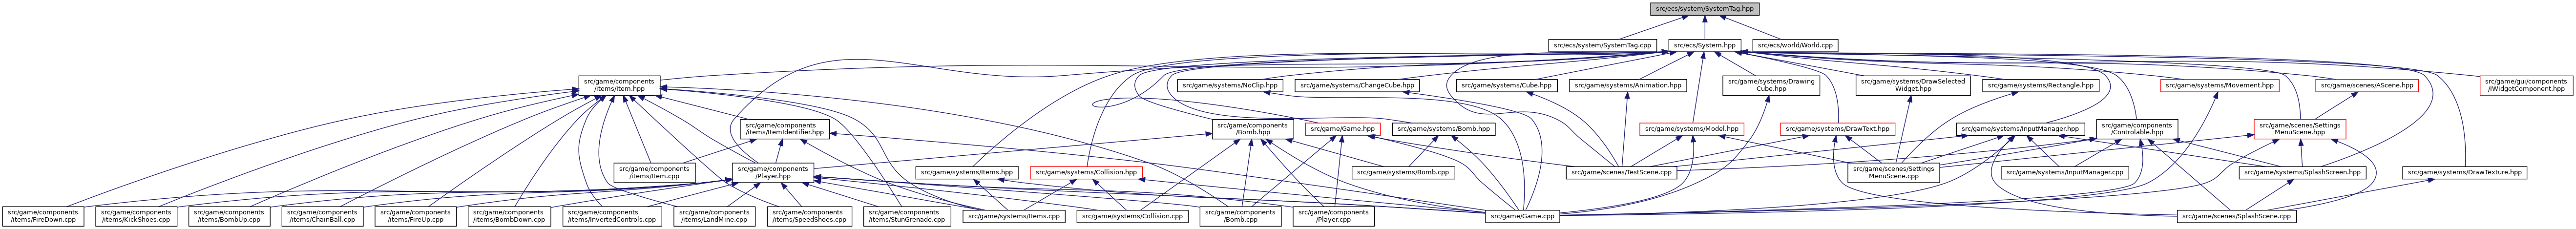 src/ecs/system/SystemTag.hpp
src/ecs/system/SystemTag.cpp
src/ecs/System.hpp
src/ecs/world/World.cpp
src/game/components
/items/Item.hpp
src/game/systems/NoClip.hpp
src/game/systems/ChangeCube.hpp
src/game/systems/Cube.hpp
src/game/systems/Animation.hpp
src/game/systems/Drawing
Cube.hpp
src/game/systems/DrawSelected
Widget.hpp
src/game/systems/Rectangle.hpp
src/game/systems/Movement.hpp
src/game/scenes/AScene.hpp
src/game/gui/components
/IWidgetComponent.hpp
src/game/components
/items/ItemIdentifier.hpp
src/game/components
/Bomb.hpp
src/game/Game.hpp
src/game/systems/Bomb.hpp
src/game/systems/Model.hpp
src/game/systems/DrawText.hpp
src/game/systems/InputManager.hpp
src/game/components
/Controlable.hpp
src/game/scenes/Settings
MenuScene.hpp
src/game/components
/items/Item.cpp
src/game/components
/Player.hpp
src/game/systems/Items.hpp
src/game/systems/Collision.hpp
src/game/systems/Bomb.cpp
src/game/scenes/TestScene.cpp
src/game/scenes/Settings
MenuScene.cpp
src/game/systems/InputManager.cpp
src/game/systems/SplashScreen.hpp
src/game/systems/DrawTexture.hpp
src/game/components
/items/FireDown.cpp
src/game/components
/items/KickShoes.cpp
src/game/components
/items/BombUp.cpp
src/game/components
/items/ChainBall.cpp
src/game/components
/items/FireUp.cpp
src/game/components
/items/BombDown.cpp
src/game/components
/items/InvertedControls.cpp
src/game/components
/items/LandMine.cpp
src/game/components
/items/SpeedShoes.cpp
src/game/components
/items/StunGrenade.cpp
src/game/systems/Items.cpp
src/game/systems/Collision.cpp
src/game/components
/Bomb.cpp
src/game/components
/Player.cpp
src/game/Game.cpp
src/game/scenes/SplashScene.cpp